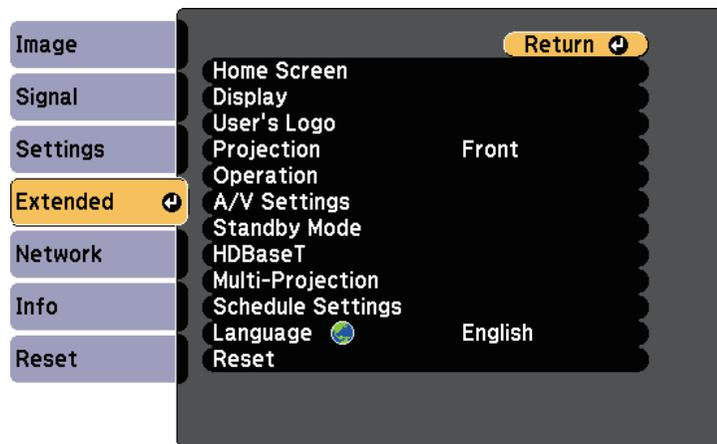 Image
Signal
Settings
Extended
Network
Info
Reset
Return
Home Screen
Display
User's Logo
Projection Front
Operation
A/V Settings
Standby Mode
HDBaseT
Multi-Projection
Schedule Settings
Language English
Reset